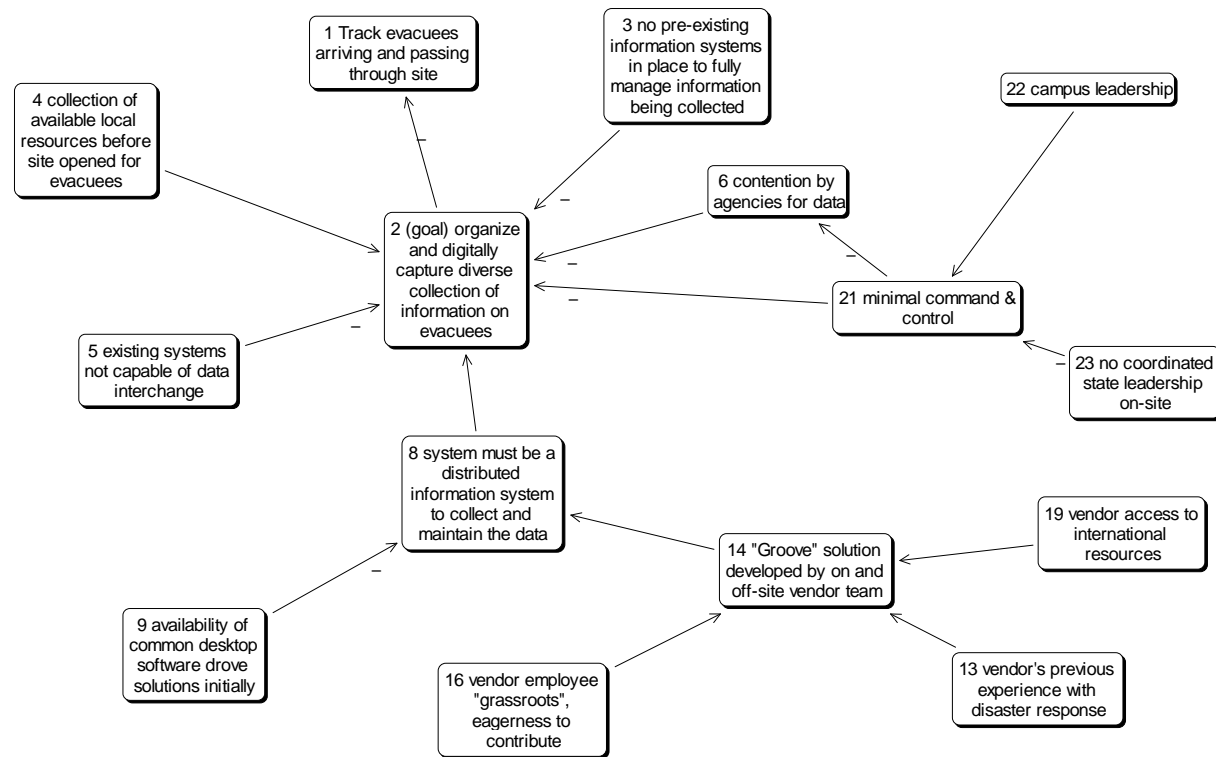 1 Track evacuees
arriving and passing
through site
3 no pre-existing
information systems
in place to fully
manage information
being collected
22 campus leadership
4 collection of
available local
resources before
site opened for
evacuees
6 contention by
agencies for data
2 (goal) organize
and digitally
capture diverse
collection of
information on
evacuees
21 minimal command &
control
5 existing systems
not capable of data
interchange
23 no coordinated
state leadership
on-site
8 system must be a
distributed
information system
to collect and
maintain the data
19 vendor access to
international
resources
14 "Groove" solution
developed by on and
off-site vendor team
9 availability of
common desktop
software drove
solutions initially
16 vendor employee
"grassroots",
eagerness to
contribute
13 vendor's previous
experience with
disaster response